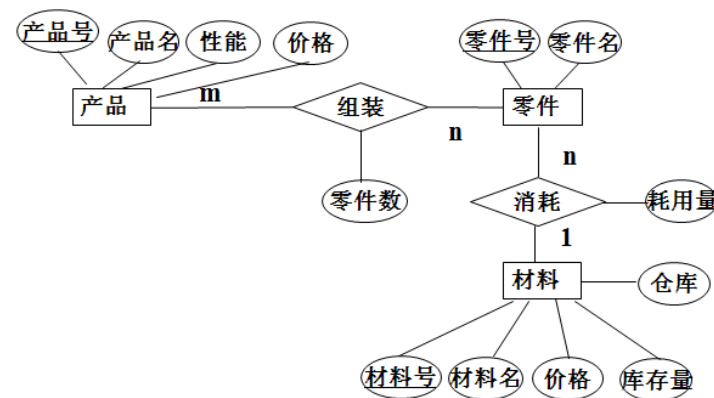 产品号 产品名 性能 价格 零件号 零件名
产品 m 组装 n 零件
n
零件数 消耗 耗用量
1
材料 仓库
材料号 材料名 价格 库存量